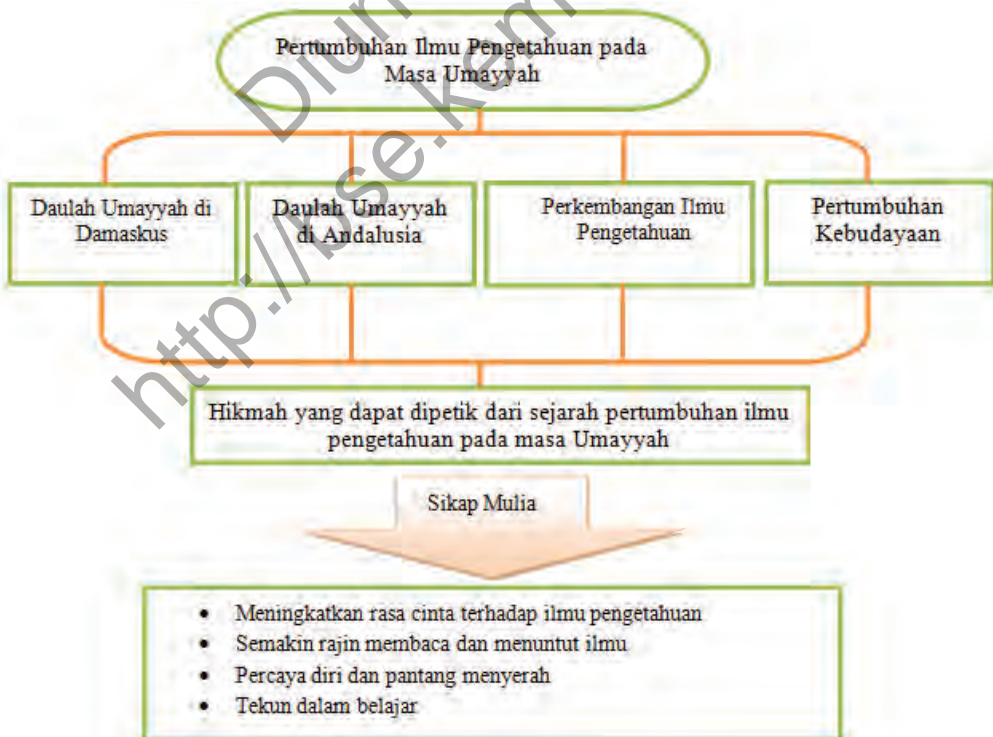 Pertumbuhan Ilmu Pengetahuan pada
Masa Umayyah
Daulah Umayyah di
Damaskus
Daulah Umayyah
di Andalusia
Perkembangan Ilmu
Pengetahuan
Pertumbuhan
Kebudayaan
Hikmah yang dapat dipetik dari sejarah pertumbuhan ilmu
pengetahuan pada masa Umayyah
Sikap Mulia
• Meningkatkan rasa cinta terhadap ilmu pengetahuan
• Semakin rajin membaca dan menuntut ilmu
• Percaya diri dan pantang menyerah
• Tekun dalam belajar
http://bse.kem